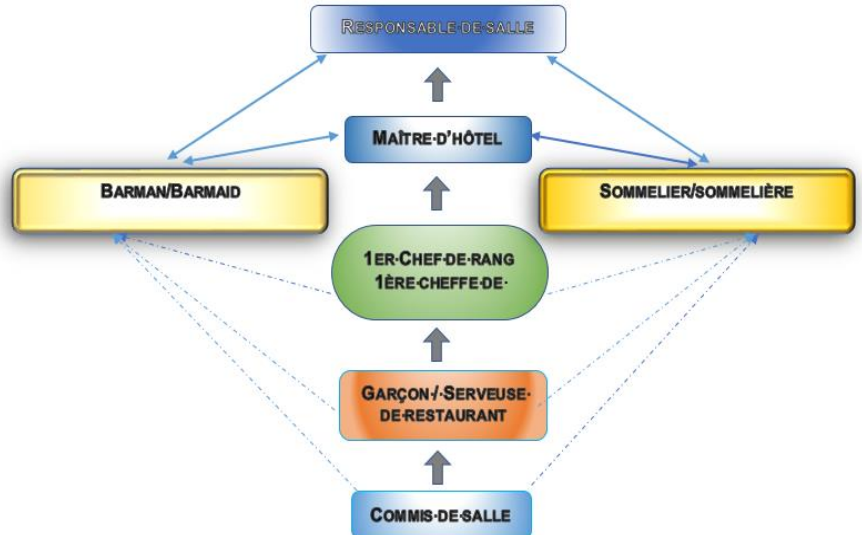 RESPONSABLE·DE·SALLE
MAÎTRE·D'HÔTEL
BARMAN/BARMAID
SOMMELIER/SOMMELIÈRE
1ER·CHEF·DE·RANG
1ÈRE·CHEFFE·DE·
GARÇON·/·SERVEUSE·
DE·RESTAURANT
COMMIS·DE·SALLE